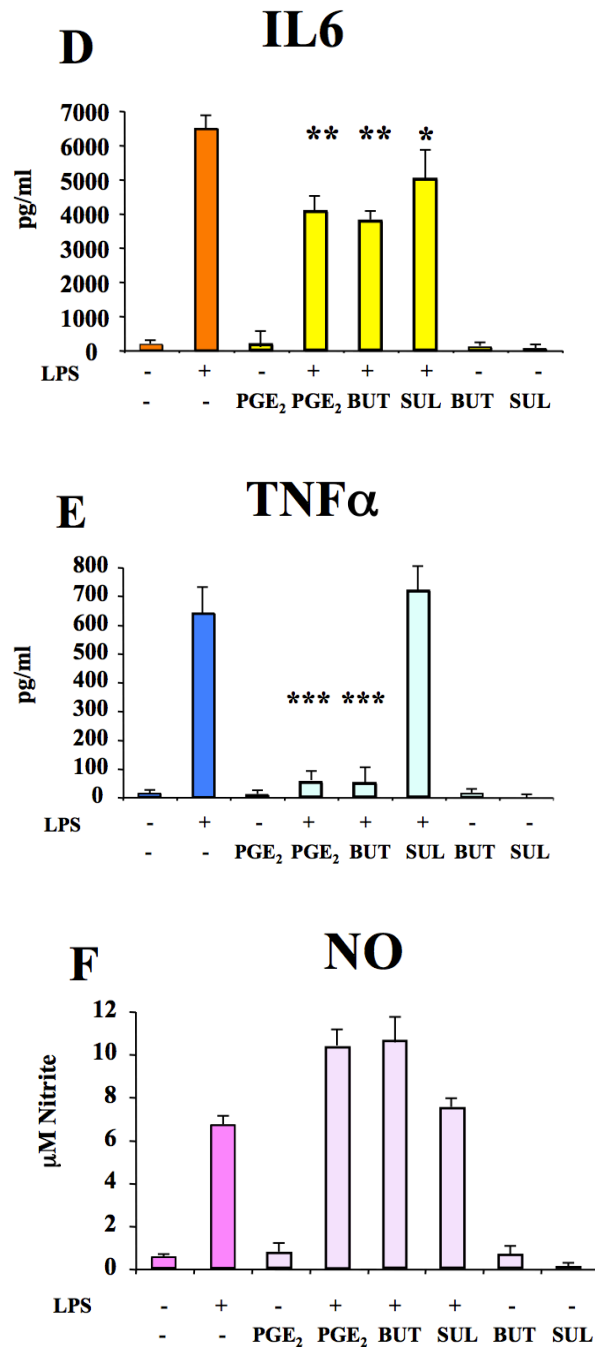 D IL6
7000
6000
5000
4000
3000
2000
1000
0
pg/ml
** ** *
LPS - + - + + + - -
- - PGE₂ PGE₂ BUT SUL BUT SUL
E TNFα
800
700
600
500
400
300
200
100
0
pg/ml
*** ***
LPS - + - + + + - -
- - PGE₂ PGE₂ BUT SUL BUT SUL
F NO
12
10
8
6
4
2
0
µM Nitrite
LPS - + - + + + - -
- - PGE₂ PGE₂ BUT SUL BUT SUL